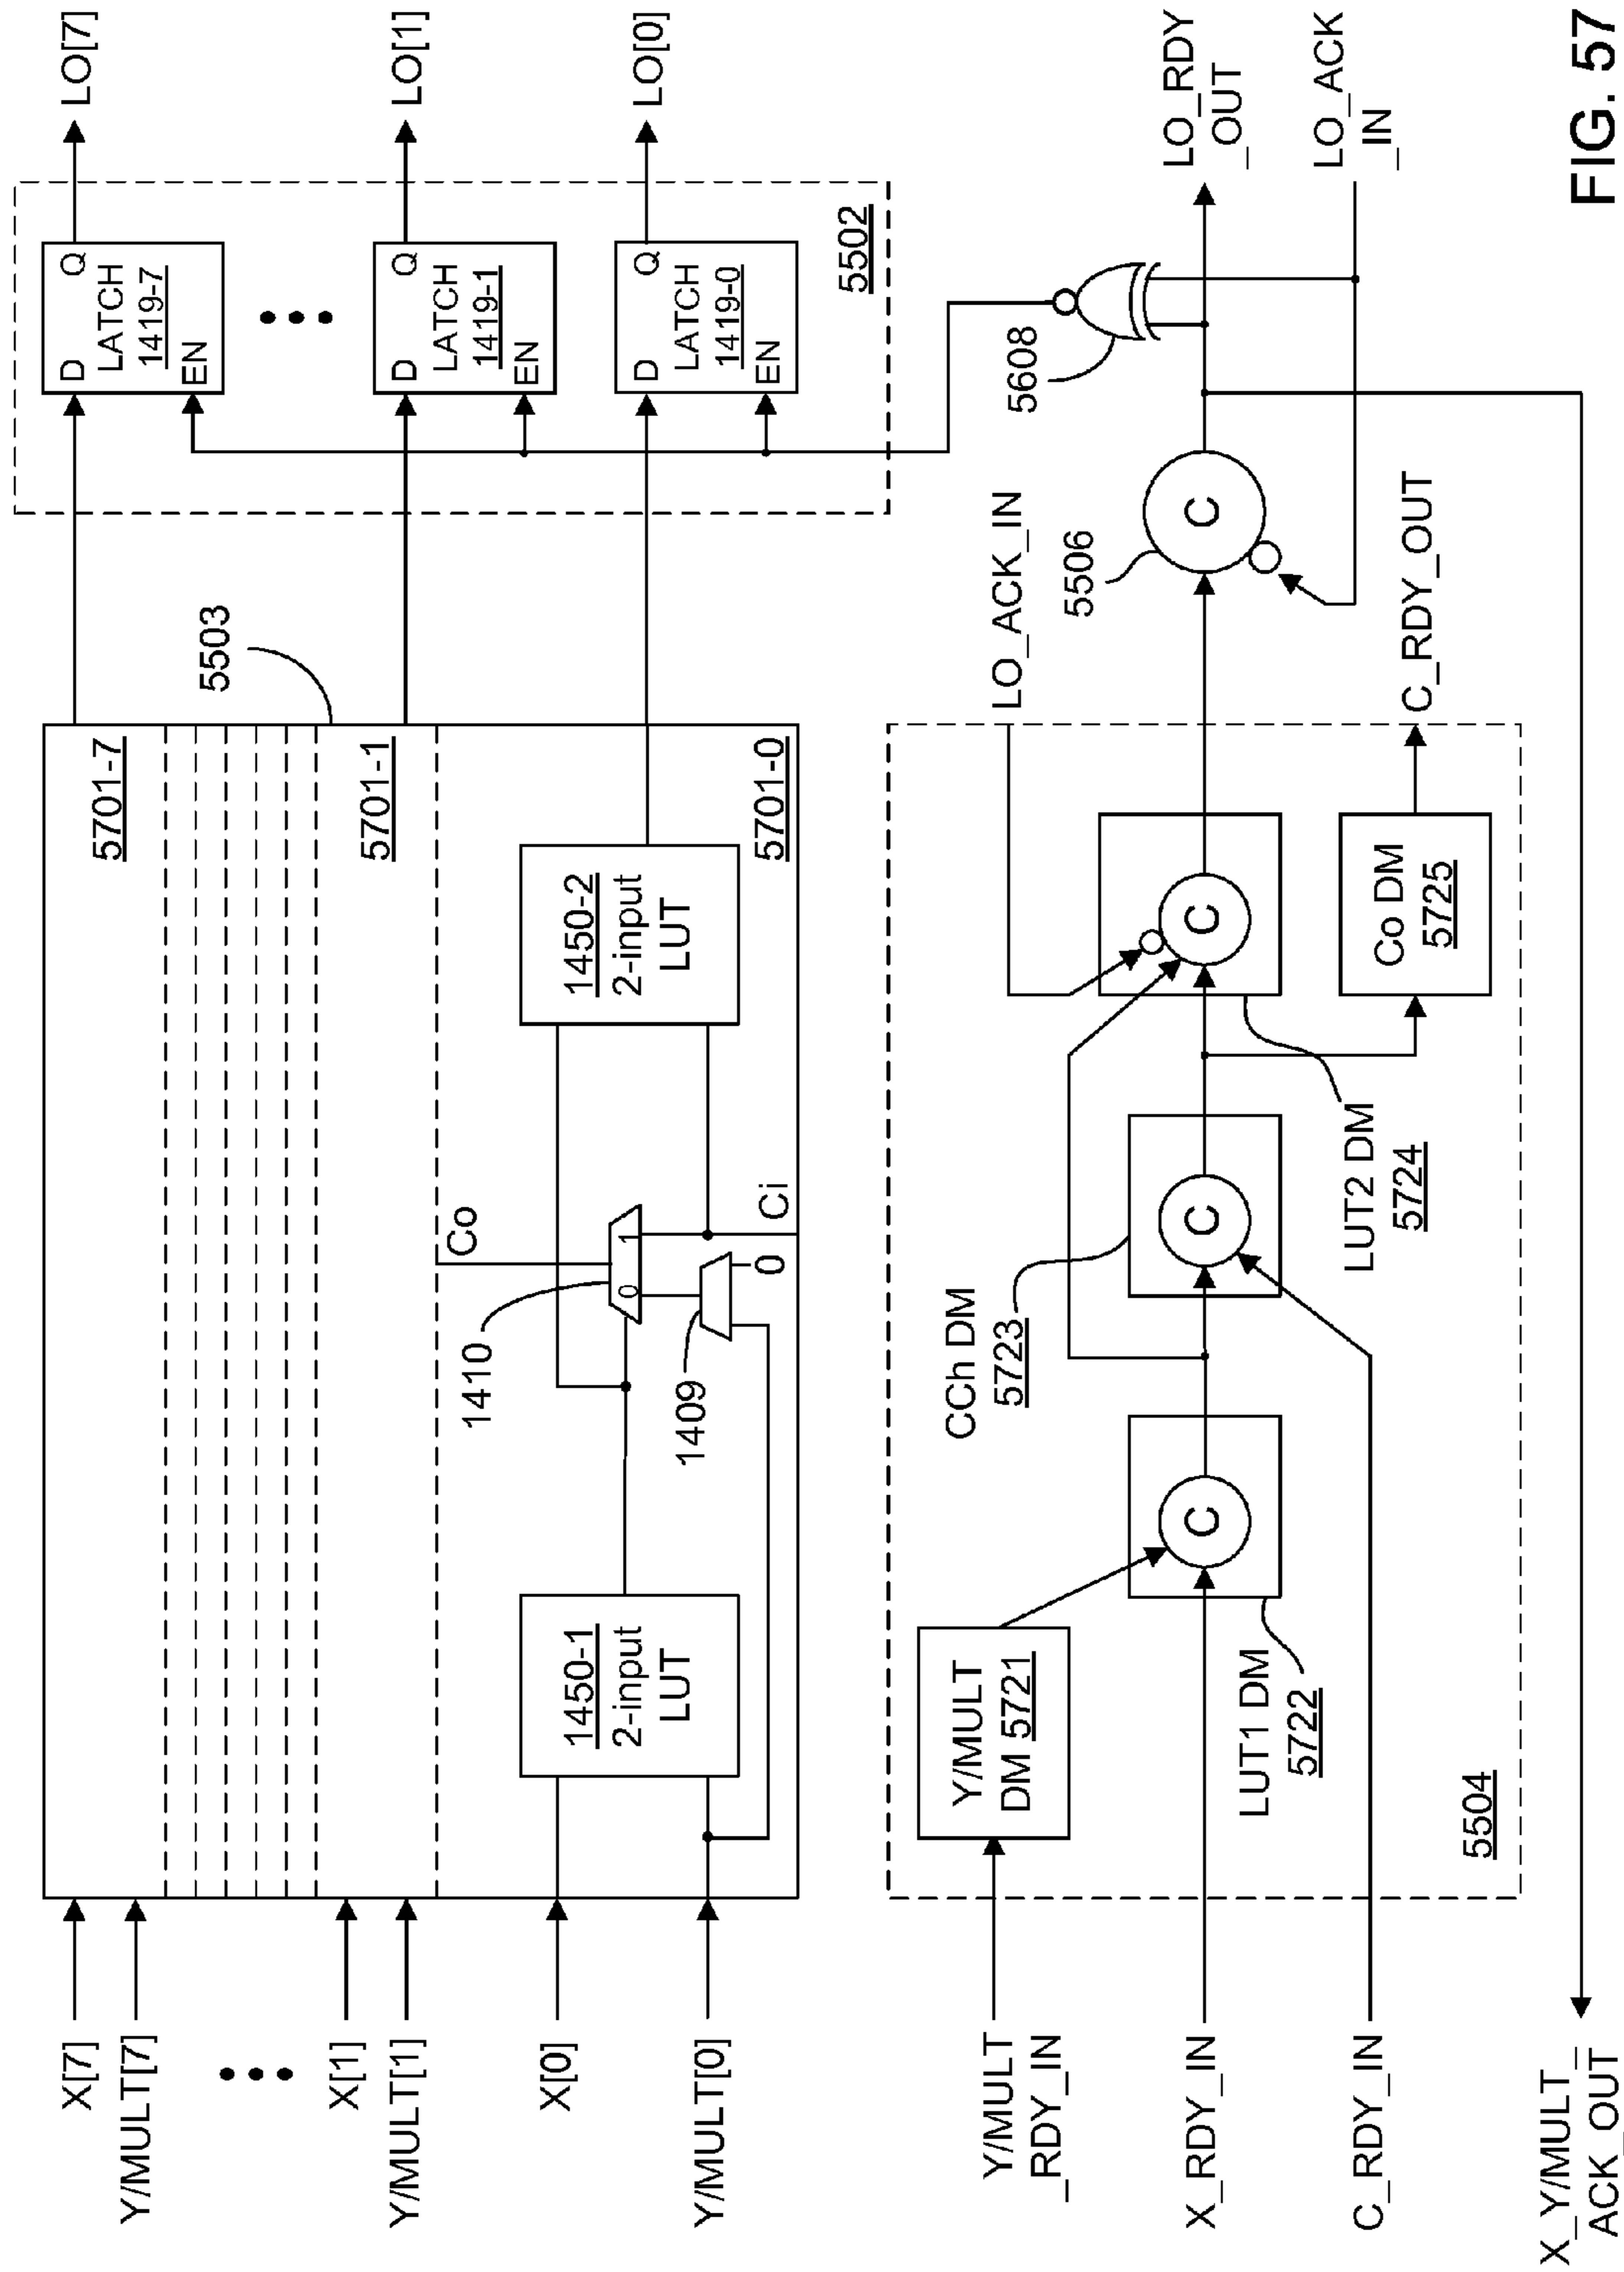 X[7]
Y/MULT[7]
X[1]
Y/MULT[1]
X[0]
Y/MULT[0]
5503
5701-7
5701-1
5701-0
1450-1
2-input
LUT
1450-2
2-input
LUT
1410
1409
0
1
0
Co
Ci
D Q
LATCH
1419-7
EN
D Q
LATCH
1419-1
EN
D Q
LATCH
1419-0
EN
5502
LO[7]
LO[1]
LO[0]
Y/MULT
_RDY_IN
X_RDY_IN
C_RDY_IN
X_Y/MULT_
ACK_OUT
Y/MULT
DM 5721
C
LUT1 DM
5722
CCh DM
5723
C
C
LUT2 DM
5724
Co DM
5725
5504
LO_ACK_IN
C_RDY_OUT
5506
C
5608
LO_RDY
_OUT
LO_ACK
_IN
FIG. 57